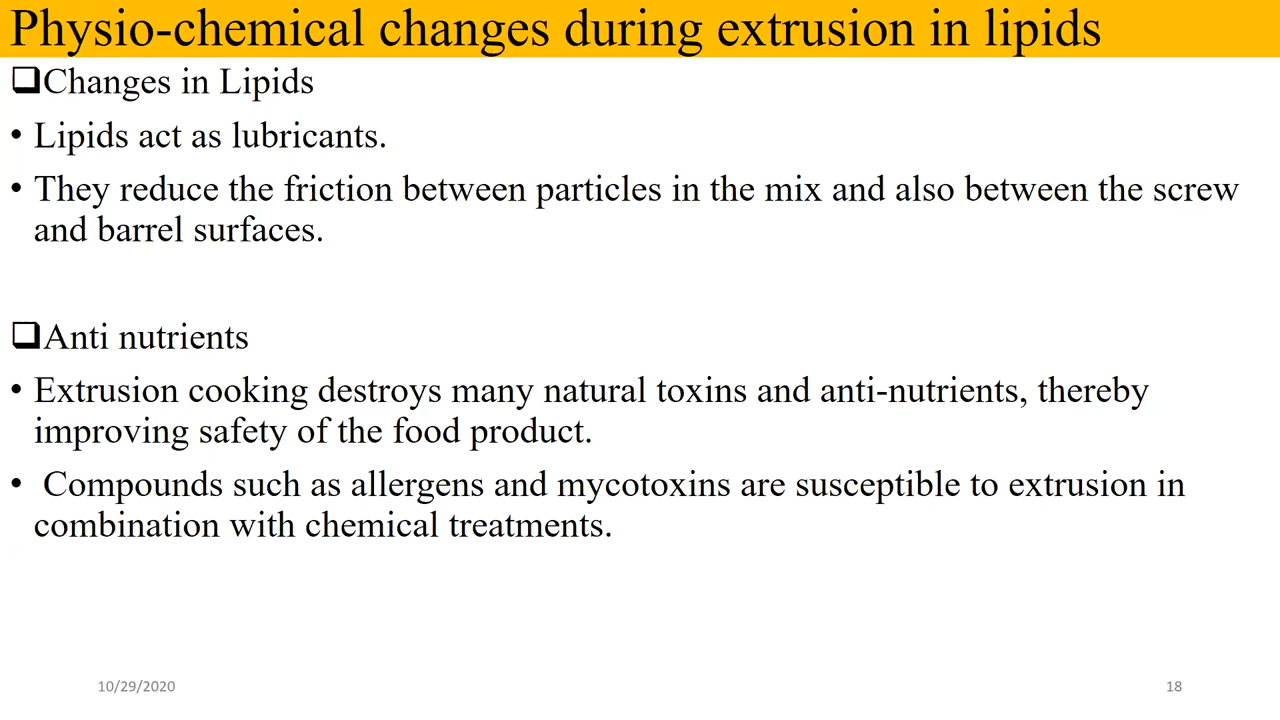 Physio-chemical changes during extrusion in lipids
❑Changes in Lipids
• Lipids act as lubricants.
• They reduce the friction between particles in the mix and also between the screw
and barrel surfaces.
❑Anti nutrients
• Extrusion cooking destroys many natural toxins and anti-nutrients, thereby
improving safety of the food product.
• Compounds such as allergens and mycotoxins are susceptible to extrusion in
combination with chemical treatments.
10/29/2020
18